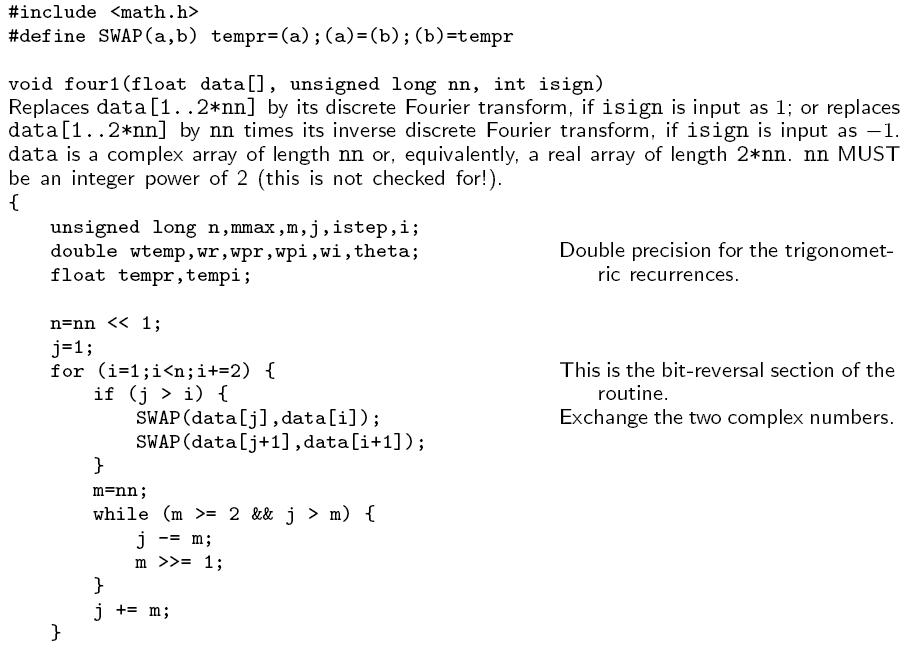 #include <math.h>
#define SWAP(a,b) tempr=(a);(a)=(b);(b)=tempr
void four1(float data[], unsigned long nn, int isign)
Replaces data[1..2*nn] by its discrete Fourier transform, if isign is input as 1; or replaces
data[1..2*nn] by nn times its inverse discrete Fourier transform, if isign is input as −1.
data is a complex array of length nn or, equivalently, a real array of length 2*nn. nn MUST
be an integer power of 2 (this is not checked for!).
{
unsigned long n,mmax,m,j,istep,i;
double wtemp,wr,wpr,wpi,wi,theta; Double precision for the trigonomet-
float tempr,tempi; ric recurrences.
n=nn << 1;
j=1;
for (i=1;i<n;i+=2) { This is the bit-reversal section of the
if (j > i) { routine.
SWAP(data[j],data[i]); Exchange the two complex numbers.
SWAP(data[j+1],data[i+1]);
}
m=nn;
while (m >= 2 && j > m) {
j -= m;
m >>= 1;
}
j += m;
}